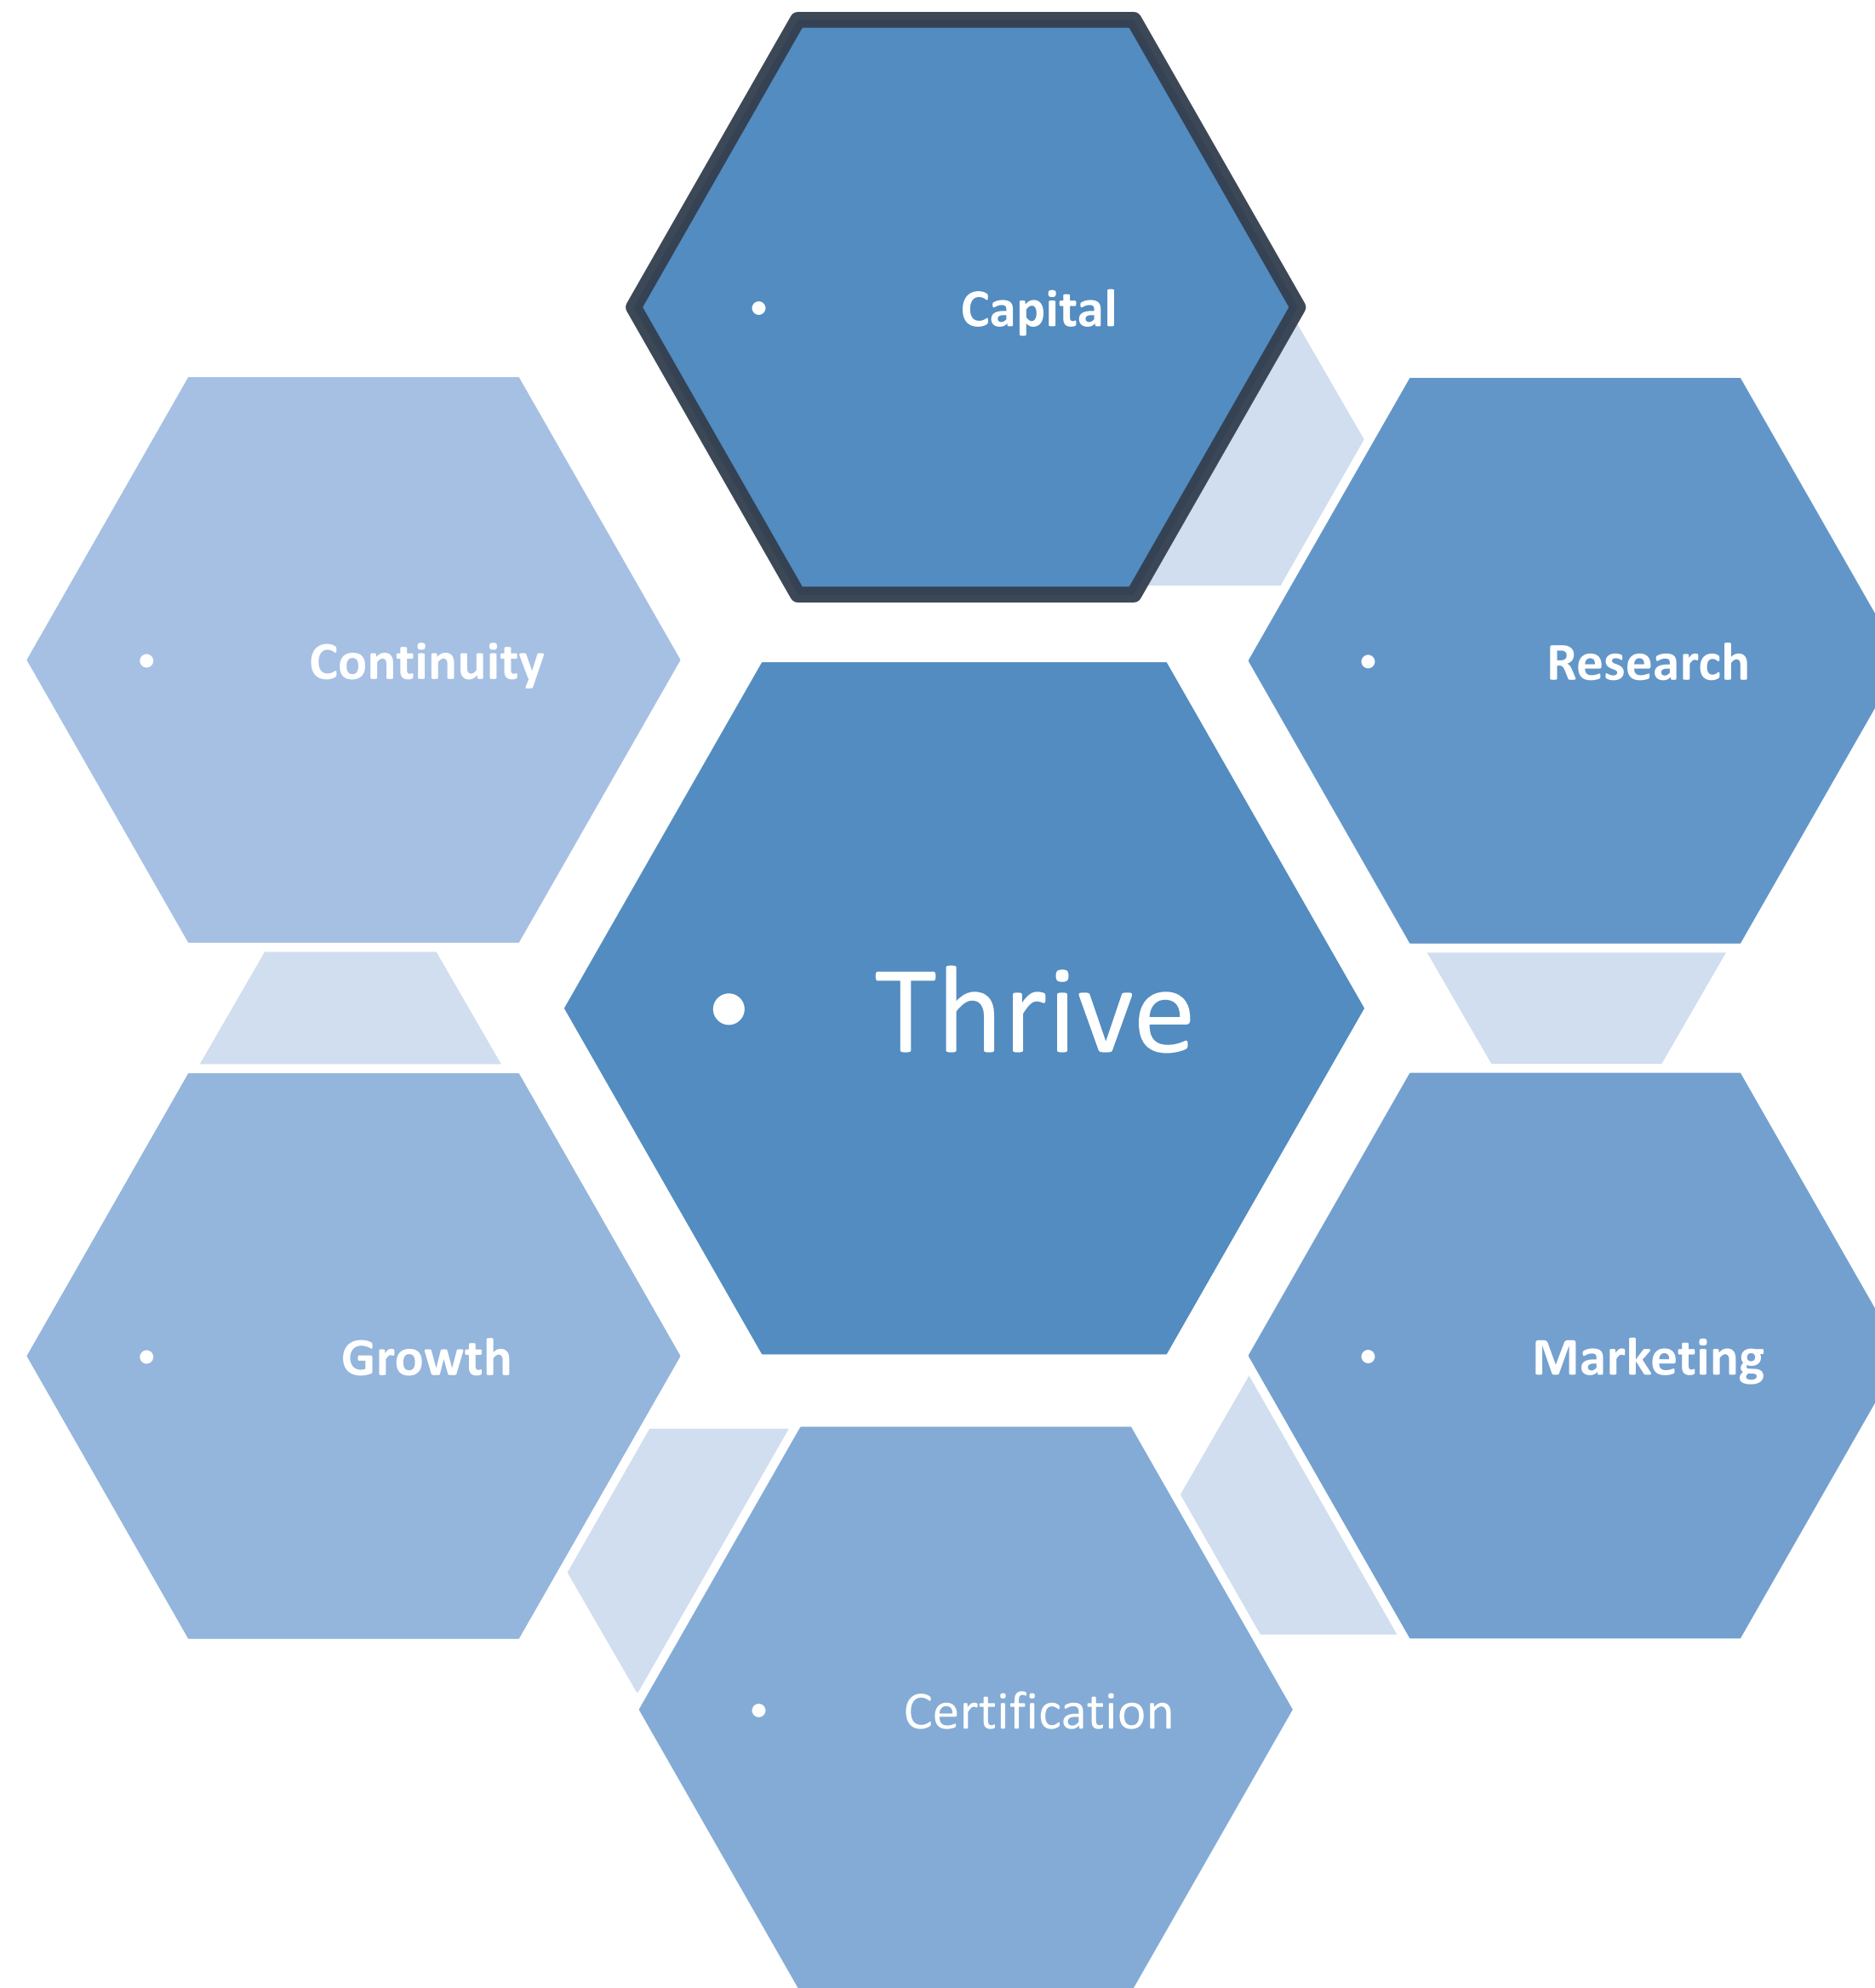 • Capital
• Continuity
• Research
• Thrive
• Growth
• Marketing
• Certification